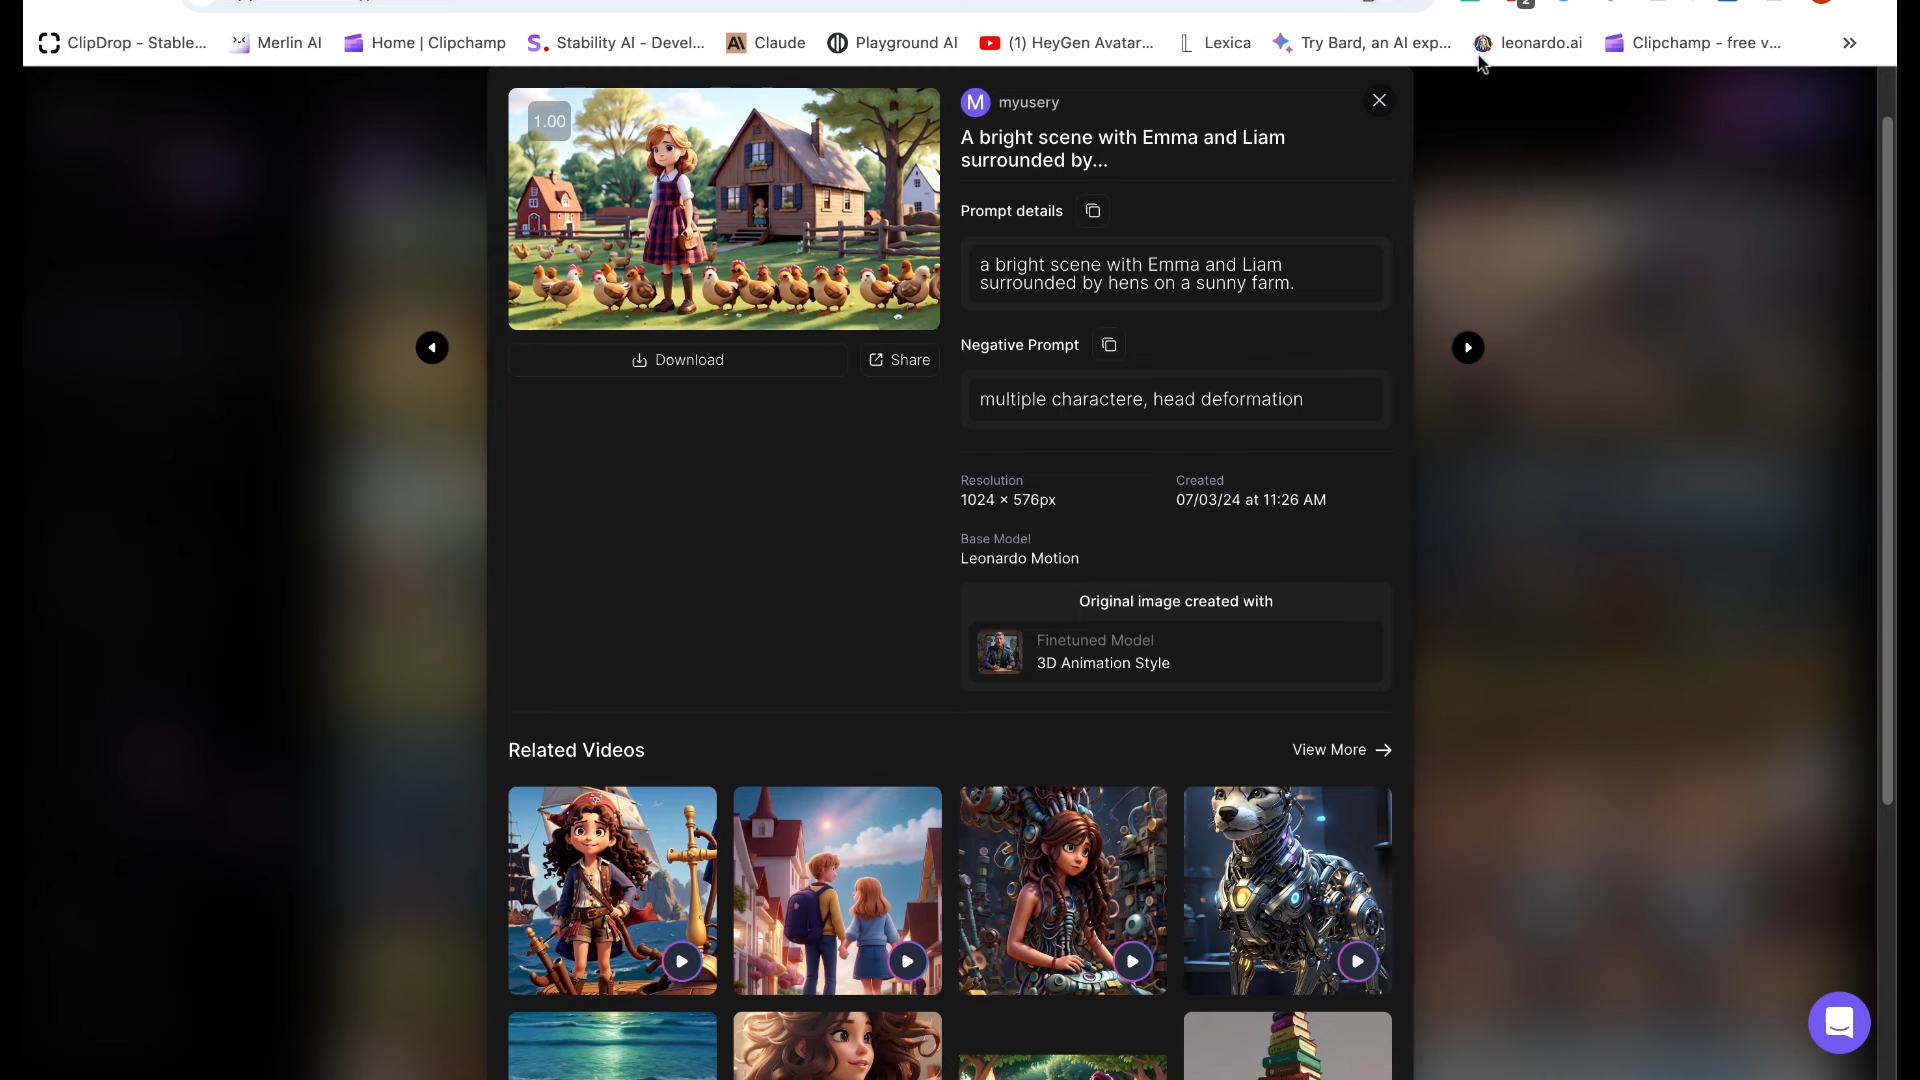 ClipDrop - Stable... Merlin AI Home | Clipchamp Stability AI - Devel... Claude Playground AI (1) HeyGen Avatar... Lexica Try Bard, an AI exp... leonardo.ai Clipchamp - free v... »
2
1.00
M myusery
A bright scene with Emma and Liam
surrounded by...
Prompt details
a bright scene with Emma and Liam
surrounded by hens on a sunny farm.
Download Share
Negative Prompt
multiple charactere, head deformation
Resolution Created
1024 × 576px 07/03/24 at 11:26 AM
Base Model
Leonardo Motion
Original image created with
Finetuned Model
3D Animation Style
Related Videos View More →